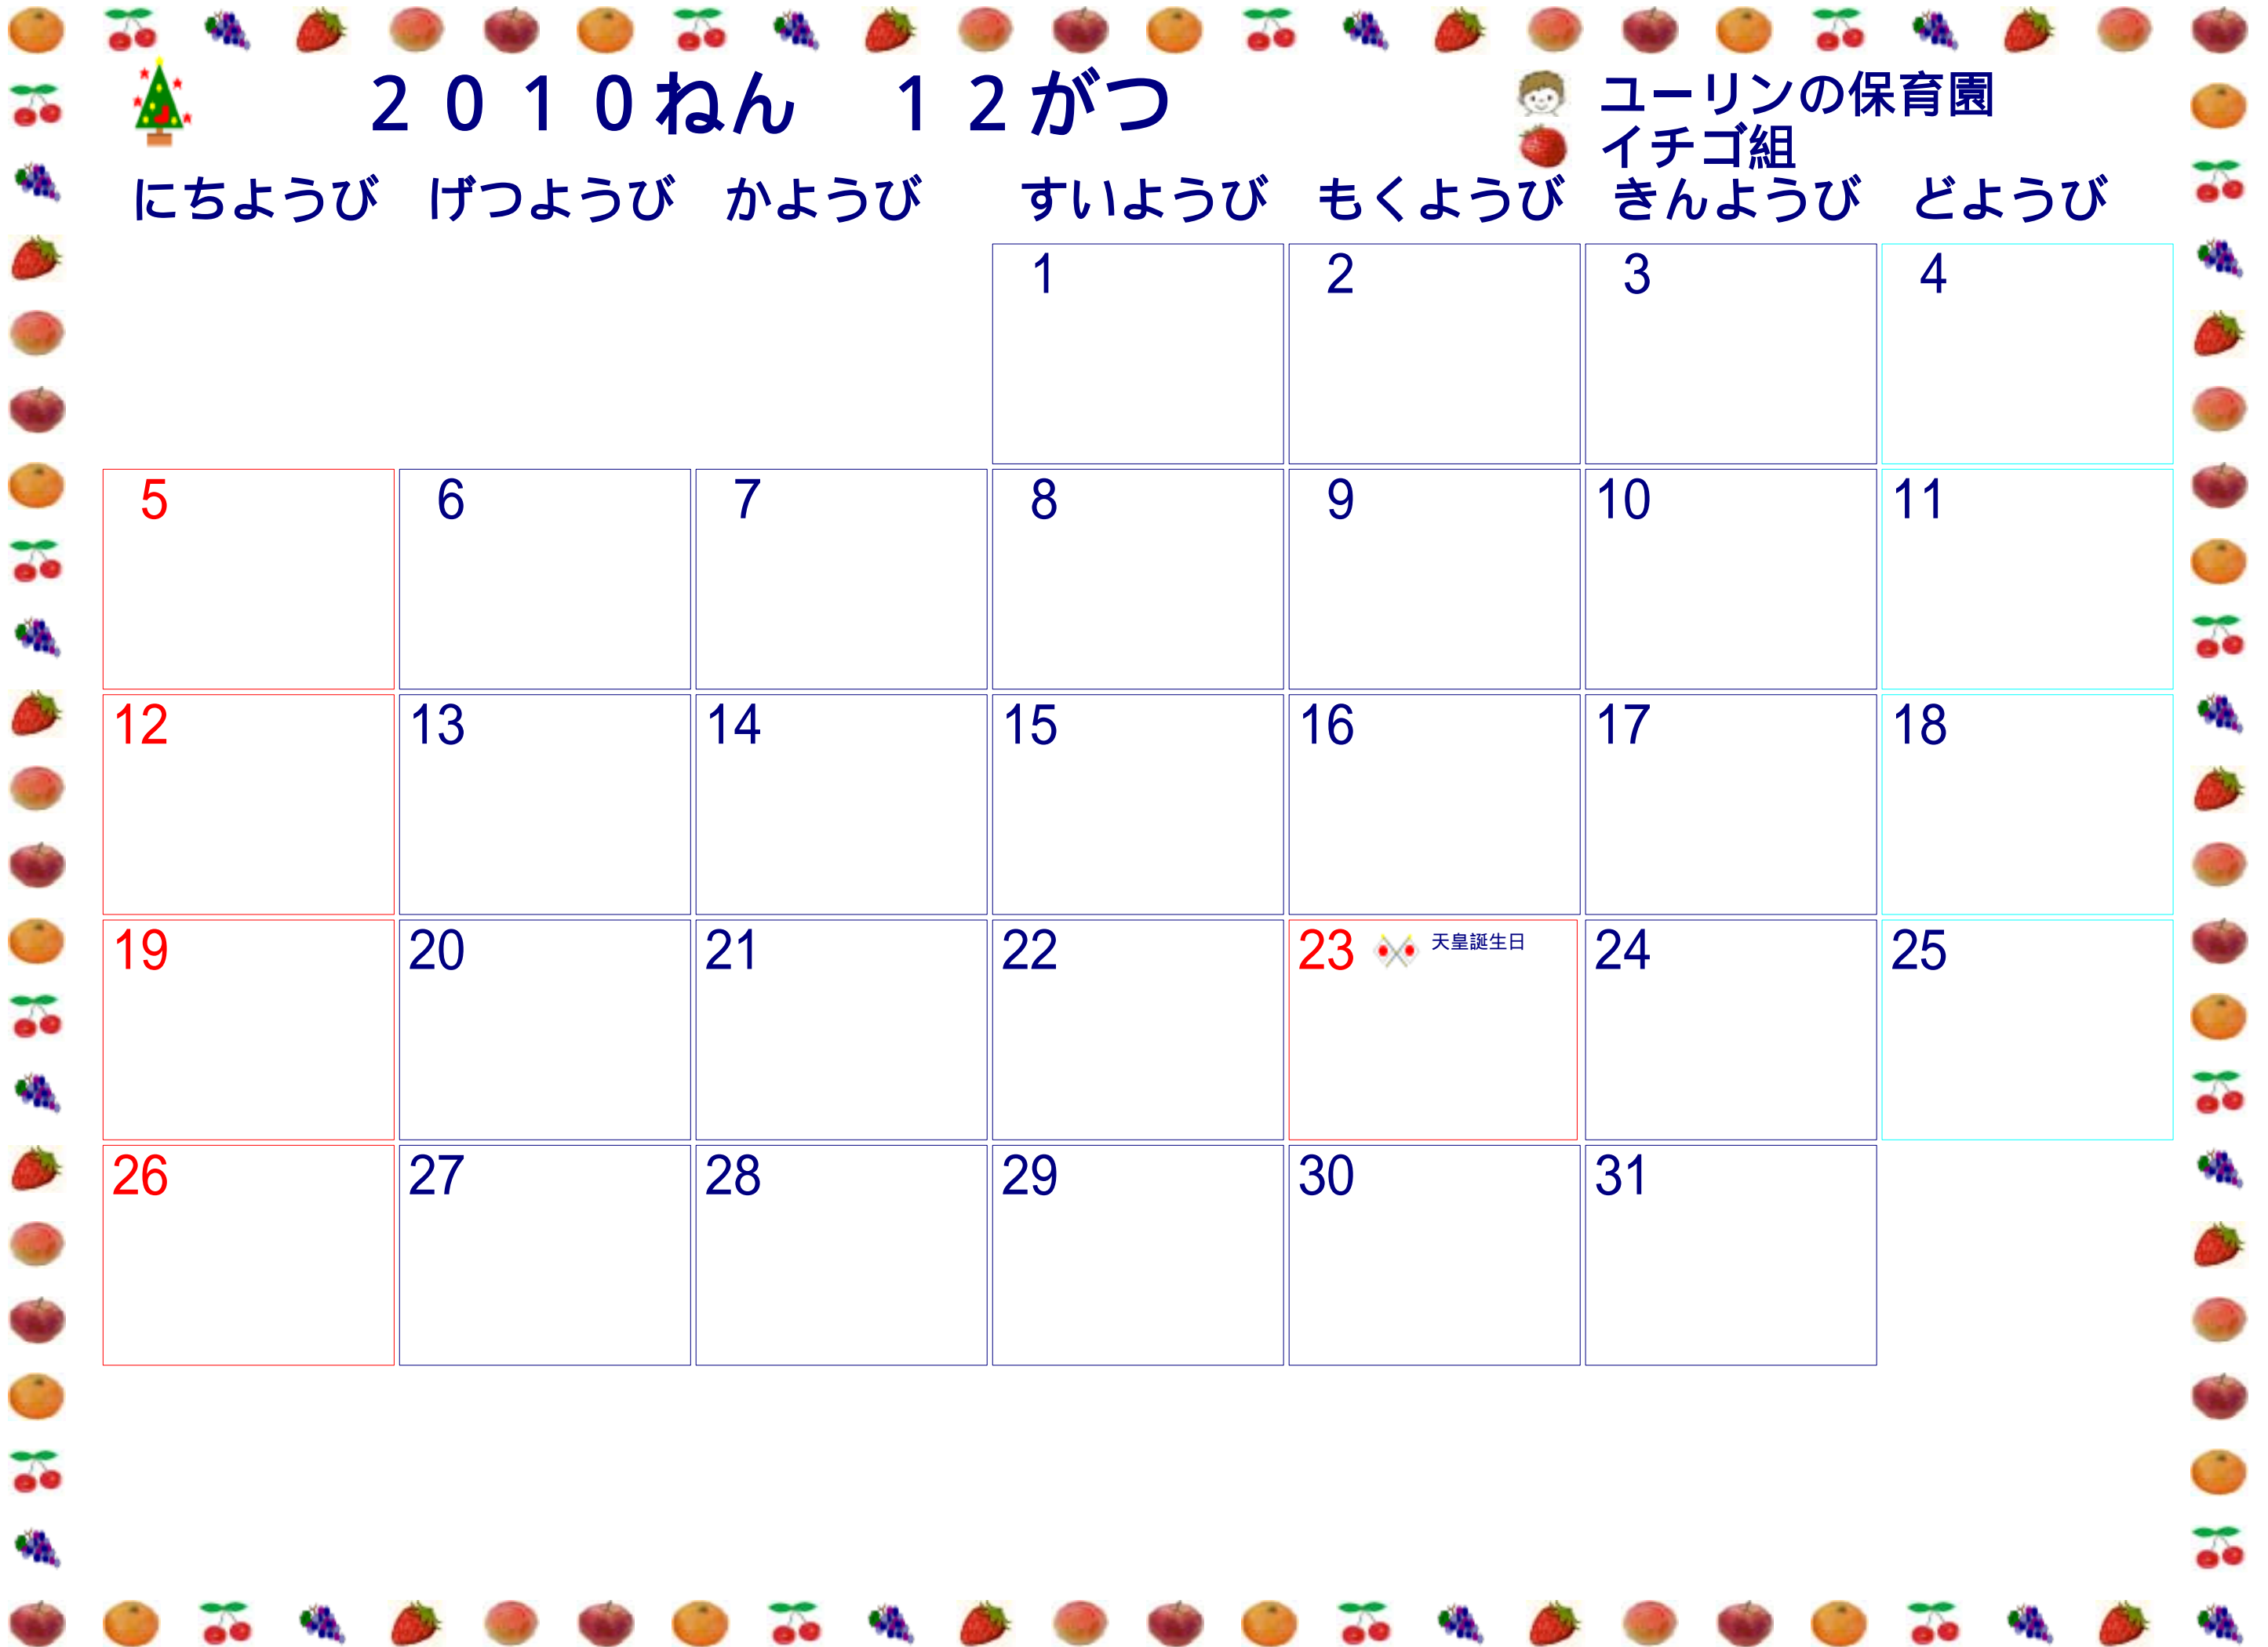 ２０１０ねん　１２がつ
ユーリンの保育園
イチゴ組
にちようび　げつようび　かようび　すいようび　もくようび　きんようび　どようび
1 2 3 4
5 6 7 8 9 10 11
12 13 14 15 16 17 18
19 20 21 22 23 天皇誕生日 24 25
26 27 28 29 30 31